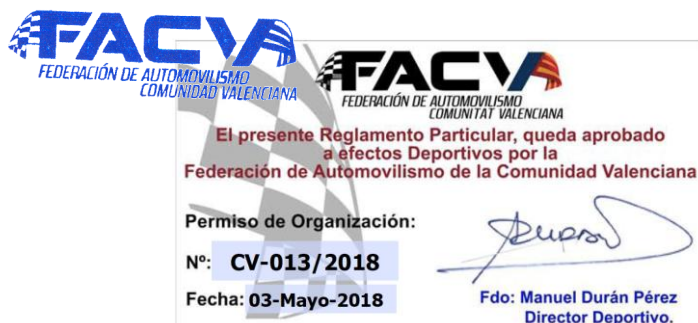 FACVA
FEDERACIÓN DE AUTOMOVILISMO
COMUNIDAD VALENCIANA
FACVA
FEDERACIÓN DE AUTOMOVILISMO
COMUNITAT VALENCIANA
El presente Reglamento Particular, queda aprobado
a efectos Deportivos por la
Federación de Automovilismo de la Comunidad Valenciana
Permiso de Organización:
Nº: CV-013/2018
Fecha: 03-Mayo-2018
Fdo: Manuel Durán Pérez
Director Deportivo.